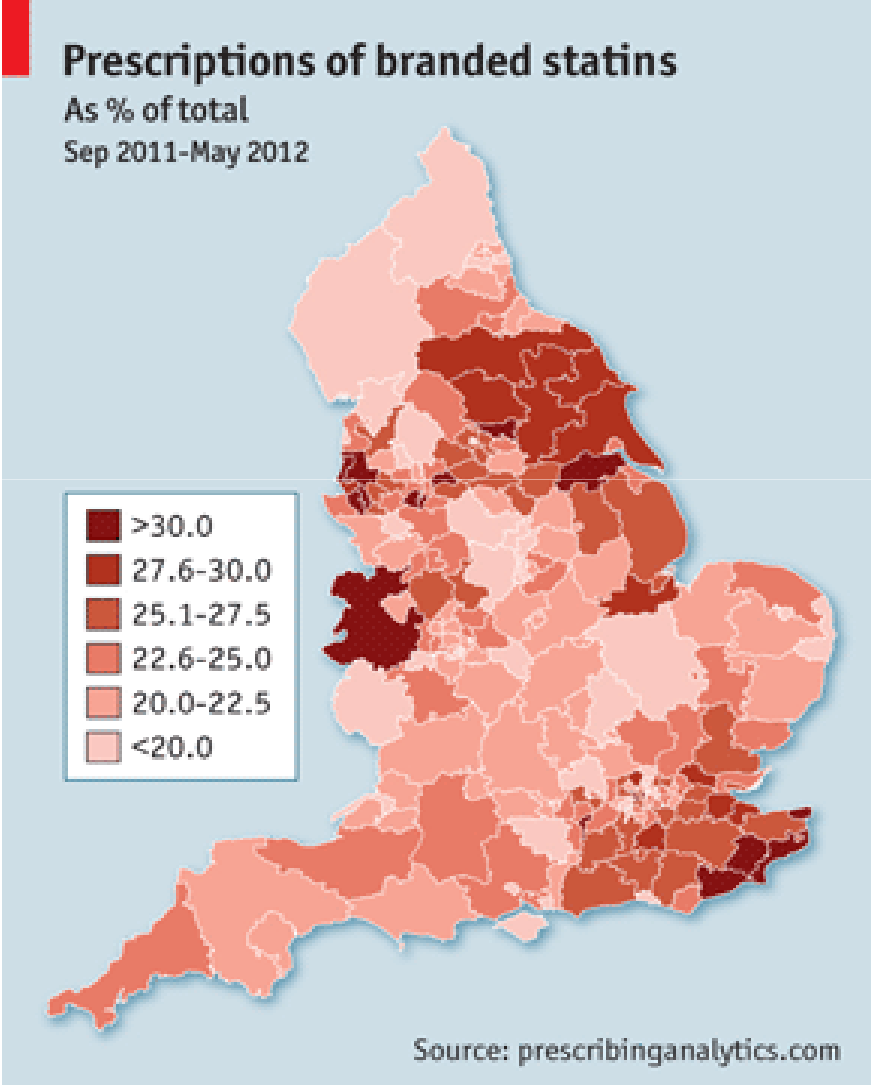 Prescriptions of branded statins
As % of total
Sep 2011-May 2012
>30.0
27.6-30.0
25.1-27.5
22.6-25.0
20.0-22.5
<20.0
Source: prescribinganalytics.com